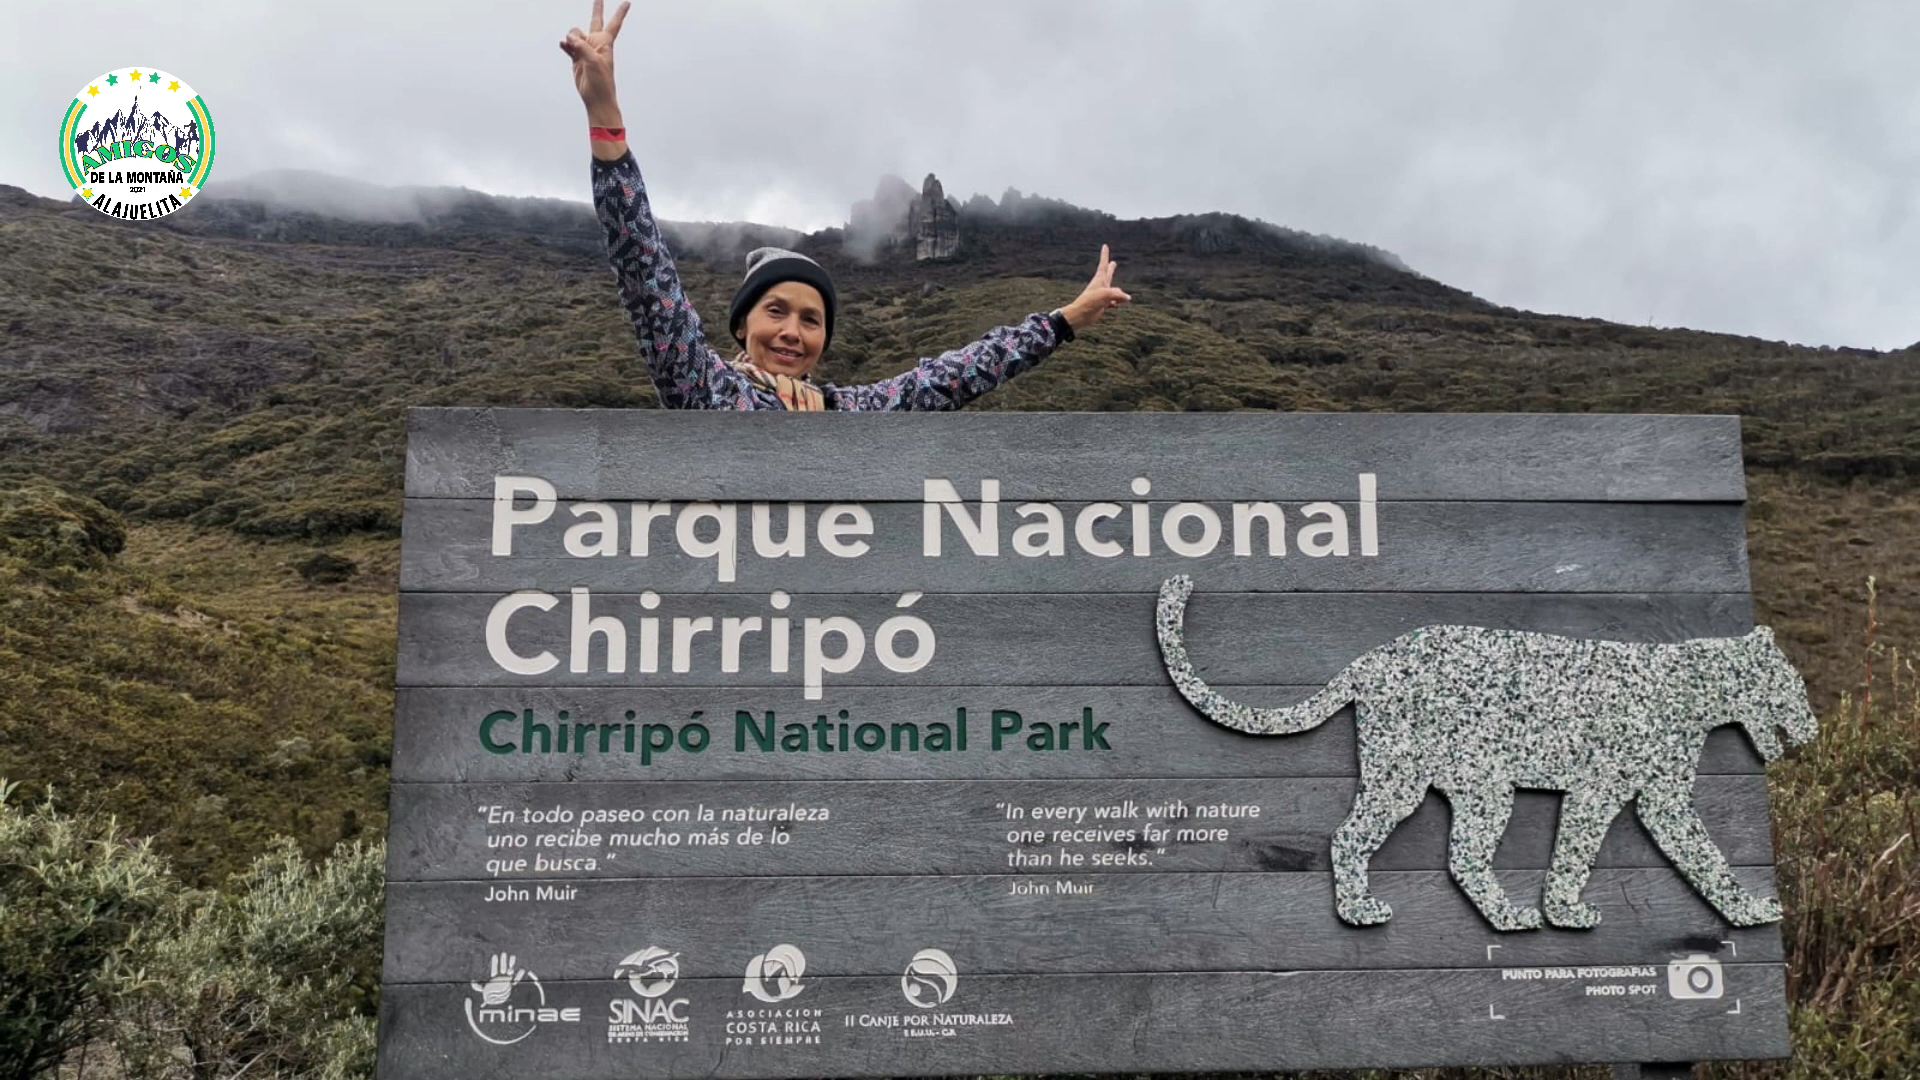 AMIGOS
DE LA MONTAÑA
2021
ALAJUELITA
Parque Nacional
Chirripó
Chirripó National Park
"En todo paseo con la naturaleza
uno recibe mucho más de lo
que busca."
John Muir
"In every walk with nature
one receives far more
than he seeks."
John Muir
minae
SINAC
SISTEMA NACIONAL
DE AREAS DE CONSERVACION
COSTA RICA
ASOCIACION
COSTA RICA
POR SIEMPRE
II CANJE POR NATURALEZA
E.U.U.- C.R.
PUNTO PARA FOTOGRAFIAS
PHOTO SPOT